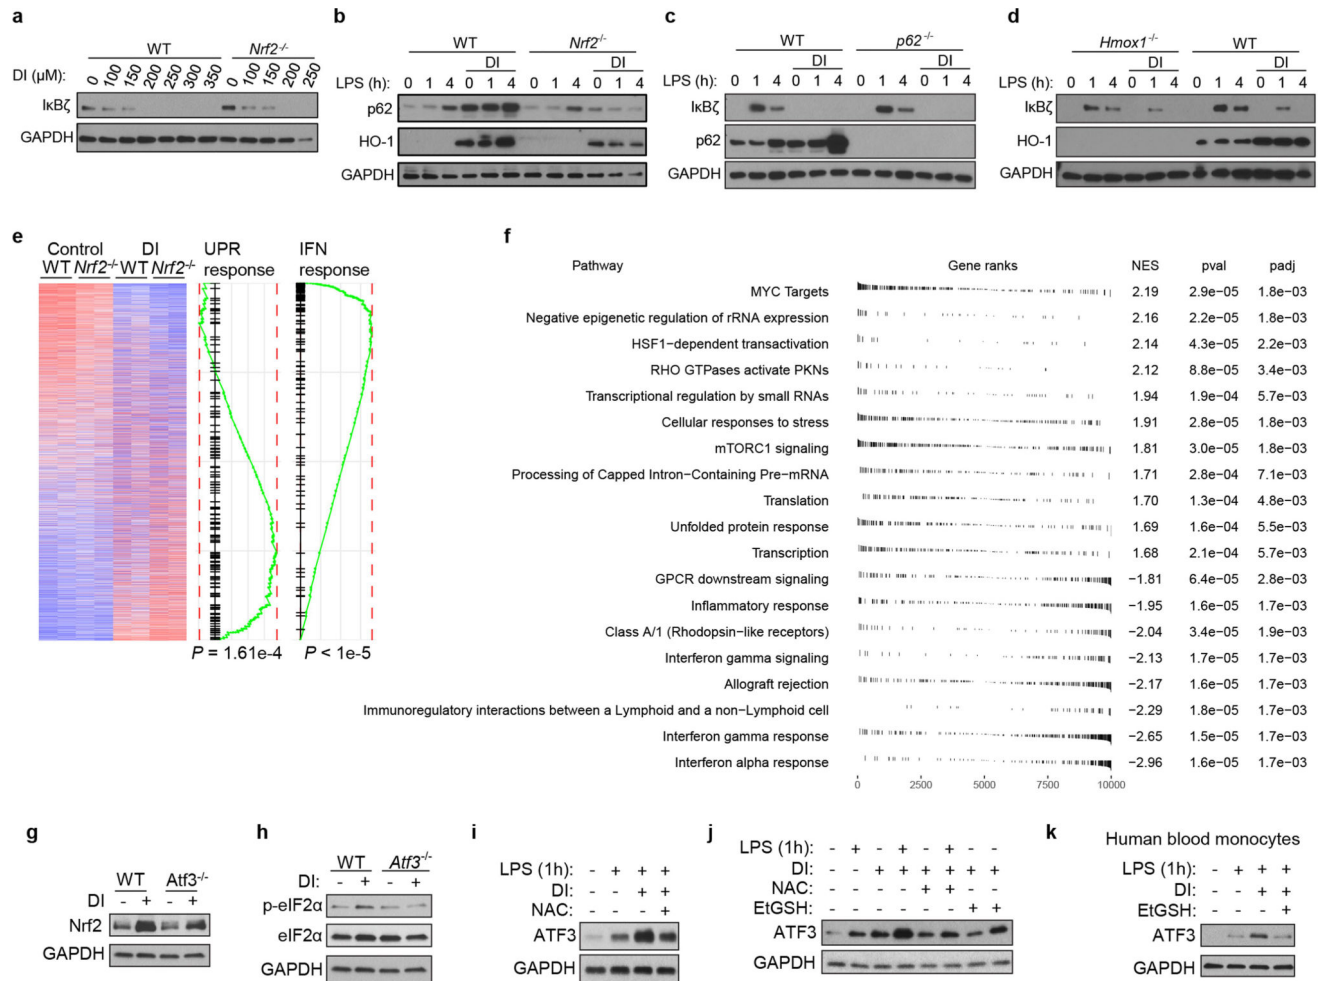 a
WT Nrf2-/-
DI (µM): 0 100 150 200 250 300 350 0 100 150 200 250
IκBζ
GAPDH
b
WT Nrf2-/-
DI DI
LPS (h): 0 1 4 0 1 4 0 1 4 0 1 4
p62
HO-1
GAPDH
c
WT p62-/-
DI DI
LPS (h): 0 1 4 0 1 4 0 1 4 0 1 4
IκBζ
p62
GAPDH
d
Hmox1-/- WT
DI DI
LPS (h): 0 1 4 0 1 4 0 1 4 0 1 4
IκBζ
HO-1
GAPDH
e
Control DI UPR IFN
WT Nrf2-/- WT Nrf2-/- response response
P = 1.61e-4 P < 1e-5
f
Pathway Gene ranks NES pval padj
MYC Targets 2.19 2.9e−05 1.8e−03
Negative epigenetic regulation of rRNA expression 2.16 2.2e−05 1.8e−03
HSF1−dependent transactivation 2.14 4.3e−05 2.2e−03
RHO GTPases activate PKNs 2.12 8.8e−05 3.4e−03
Transcriptional regulation by small RNAs 1.94 1.9e−04 5.7e−03
Cellular responses to stress 1.91 2.8e−05 1.8e−03
mTORC1 signaling 1.81 3.0e−05 1.8e−03
Processing of Capped Intron−Containing Pre−mRNA 1.71 2.8e−04 7.1e−03
Translation 1.70 1.3e−04 4.8e−03
Unfolded protein response 1.69 1.6e−04 5.5e−03
Transcription 1.68 2.1e−04 5.7e−03
GPCR downstream signaling −1.81 6.4e−05 2.8e−03
Inflammatory response −1.95 1.6e−05 1.7e−03
Class A/1 (Rhodopsin−like receptors) −2.04 3.4e−05 1.9e−03
Interferon gamma signaling −2.13 1.7e−05 1.7e−03
Allograft rejection −2.17 1.6e−05 1.7e−03
Immunoregulatory interactions between a Lymphoid and a non−Lymphoid cell −2.29 1.8e−05 1.7e−03
Interferon gamma response −2.65 1.5e−05 1.7e−03
Interferon alpha response −2.96 1.6e−05 1.7e−03
0 2500 5000 7500 10000
g
WT Atf3-/-
DI - + - +
Nrf2
GAPDH
h
WT Atf3-/-
DI: - + - +
p-eIF2α
eIF2α
GAPDH
i
LPS (1h): - + + +
DI: - - + +
NAC: - - - +
ATF3
GAPDH
j
LPS (1h): - + - + - + - +
DI: - - + + + + + +
NAC: - - - - + + - -
EtGSH: - - - - - - + +
ATF3
GAPDH
k
Human blood monocytes
LPS (1h): - + + +
DI: - - + +
EtGSH: - - - +
ATF3
GAPDH